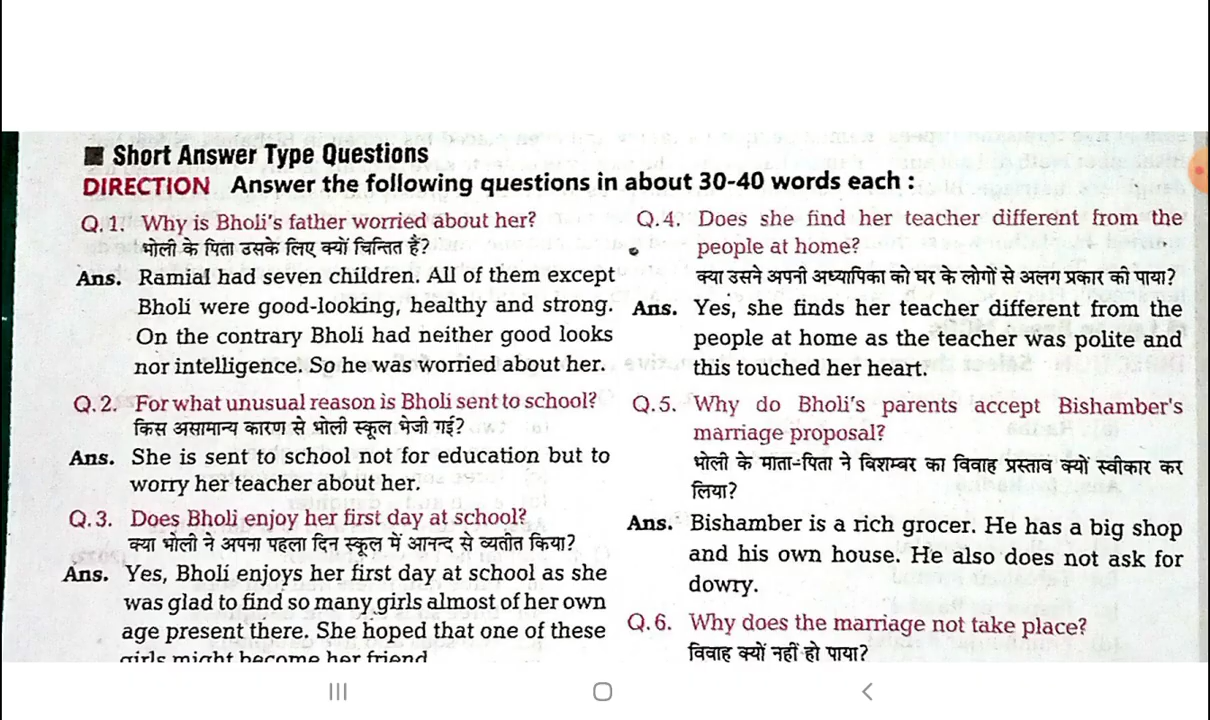 ■ Short Answer Type Questions
DIRECTION Answer the following questions in about 30-40 words each :
Q.1. Why is Bholi's father worried about her?
भोली के पिता उसके लिए क्यों चिन्तित हैं?
Ans. Ramial had seven children. All of them except
Bholi were good-looking, healthy and strong.
On the contrary Bholi had neither good looks
nor intelligence. So he was worried about her.
Q.2. For what unusual reason is Bholi sent to school?
किस असामान्य कारण से भोली स्कूल भेजी गई?
Ans. She is sent to school not for education but to
worry her teacher about her.
Q.3. Does Bholi enjoy her first day at school?
क्या भोली ने अपना पहला दिन स्कूल में आनन्द से व्यतीत किया?
Ans. Yes, Bholi enjoys her first day at school as she
was glad to find so many girls almost of her own
age present there. She hoped that one of these
girls might become her friend
Q.4. Does she find her teacher different from the
people at home?
क्या उसने अपनी अध्यापिका को घर के लोगों से अलग प्रकार की पाया?
Ans. Yes, she finds her teacher different from the
people at home as the teacher was polite and
this touched her heart.
Q.5. Why do Bholi's parents accept Bishamber's
marriage proposal?
भोली के माता-पिता ने बिशम्बर का विवाह प्रस्ताव क्यों स्वीकार कर
लिया?
Ans. Bishamber is a rich grocer. He has a big shop
and his own house. He also does not ask for
dowry.
Q.6. Why does the marriage not take place?
विवाह क्यों नहीं हो पाया?